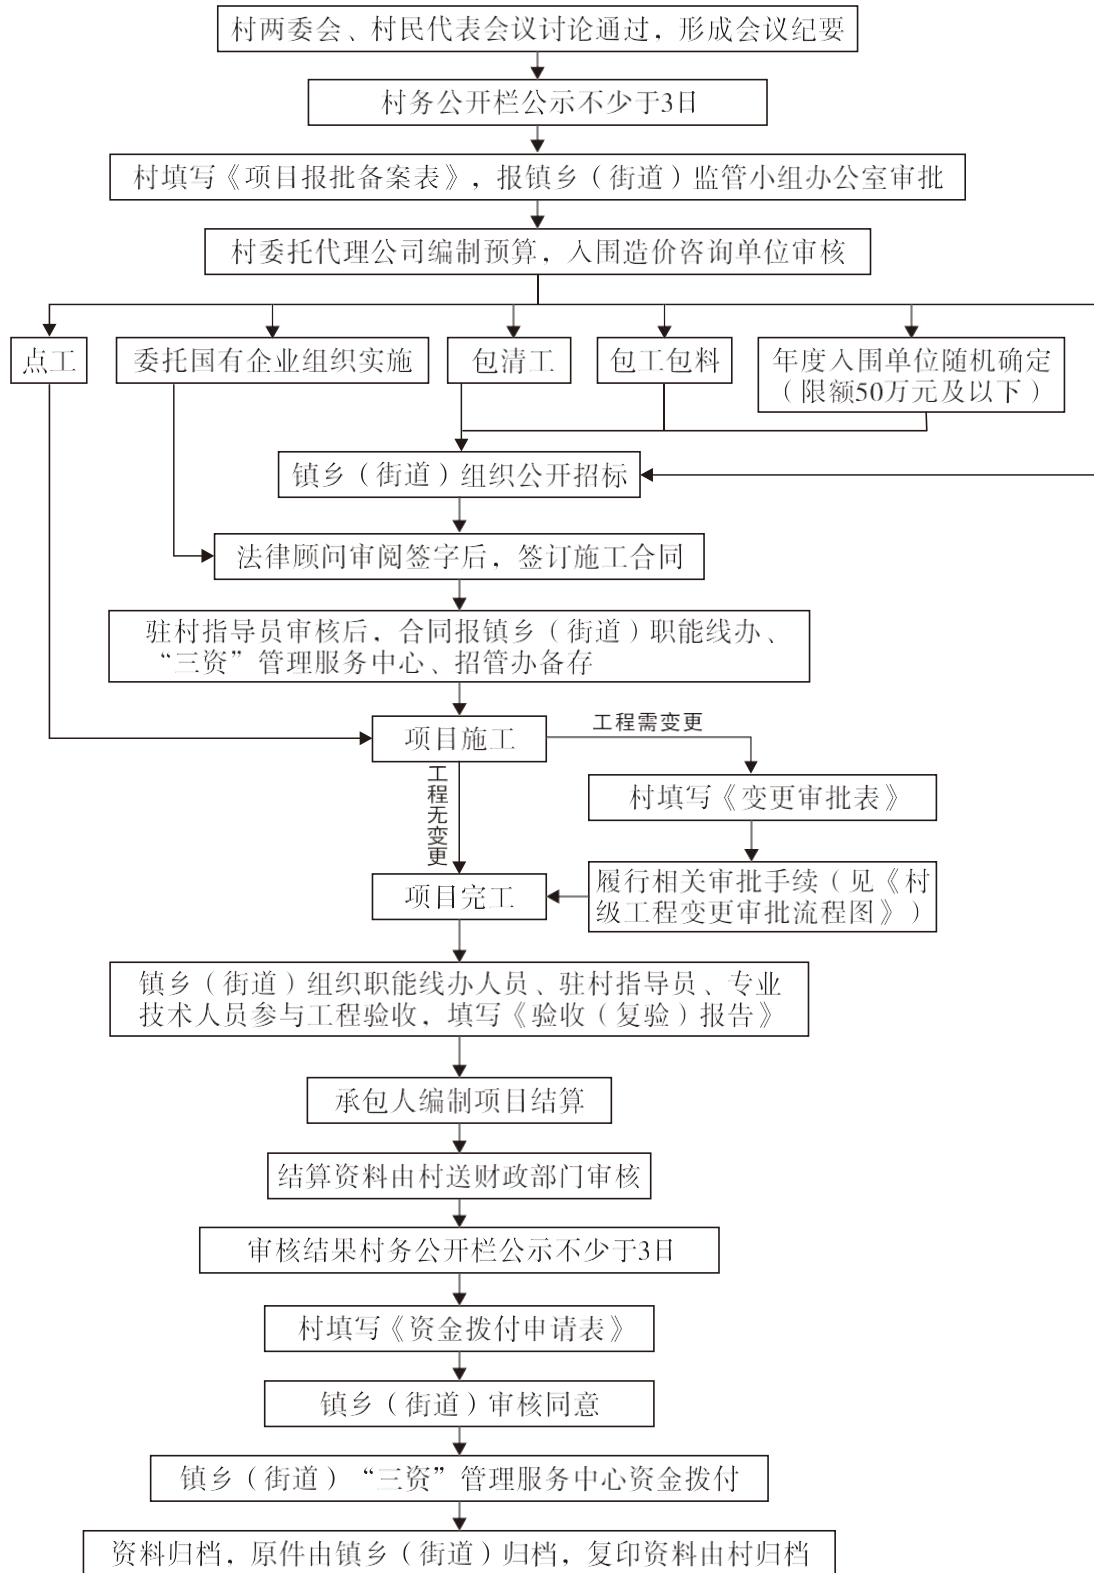 村两委会、村民代表会议讨论通过，形成会议纪要
村务公开栏公示不少于3日
村填写《项目报批备案表》，报镇乡（街道）监管小组办公室审批
村委托代理公司编制预算，入围造价咨询单位审核
点工
委托国有企业组织实施
包清工
包工包料
年度入围单位随机确定
（限额50万元及以下）
镇乡（街道）组织公开招标
法律顾问审阅签字后，签订施工合同
驻村指导员审核后，合同报镇乡（街道）职能线办、
“三资”管理服务中心、招管办备存
项目施工
工程需变更
工程无变更
村填写《变更审批表》
履行相关审批手续（见《村
级工程变更审批流程图》）
项目完工
镇乡（街道）组织职能线办人员、驻村指导员、专业
技术人员参与工程验收，填写《验收（复验）报告》
承包人编制项目结算
结算资料由村送财政部门审核
审核结果村务公开栏公示不少于3日
村填写《资金拨付申请表》
镇乡（街道）审核同意
镇乡（街道）“三资”管理服务中心资金拨付
资料归档，原件由镇乡（街道）归档，复印资料由村归档